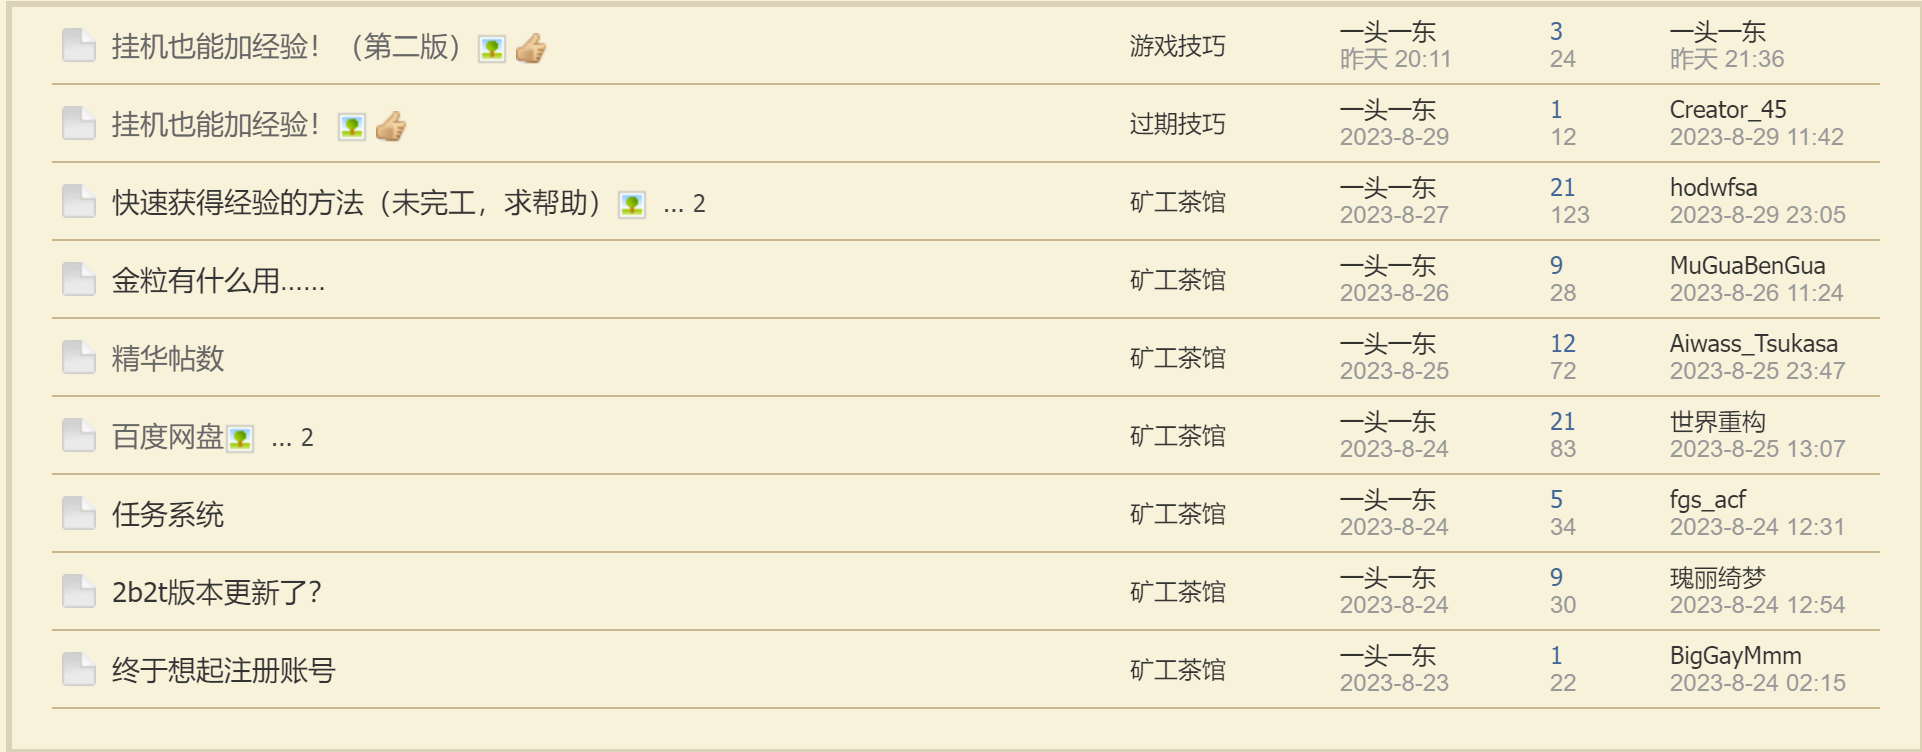 挂机也能加经验！（第二版） 游戏技巧 一头一东 3 一头一东
昨天 20:11 24 昨天 21:36
挂机也能加经验！ 过期技巧 一头一东 1 Creator_45
2023-8-29 12 2023-8-29 11:42
快速获得经验的方法（未完工，求帮助） ... 2 矿工茶馆 一头一东 21 hodwfsa
2023-8-27 123 2023-8-29 23:05
金粒有什么用...... 矿工茶馆 一头一东 9 MuGuaBenGua
2023-8-26 28 2023-8-26 11:24
精华帖数 矿工茶馆 一头一东 12 Aiwass_Tsukasa
2023-8-25 72 2023-8-25 23:47
百度网盘 ... 2 矿工茶馆 一头一东 21 世界重构
2023-8-24 83 2023-8-25 13:07
任务系统 矿工茶馆 一头一东 5 fgs_acf
2023-8-24 34 2023-8-24 12:31
2b2t版本更新了？ 矿工茶馆 一头一东 9 瑰丽绮梦
2023-8-24 30 2023-8-24 12:54
终于想起注册账号 矿工茶馆 一头一东 1 BigGayMmm
2023-8-23 22 2023-8-24 02:15